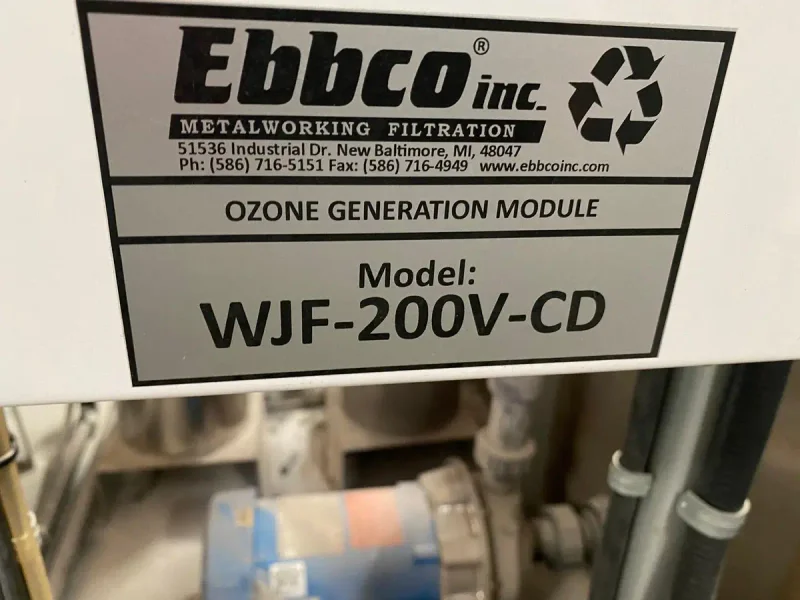 Ebbco® inc.
METALWORKING FILTRATION
51536 Industrial Dr. New Baltimore, MI, 48047
Ph: (586) 716-5151 Fax: (586) 716-4949 www.ebbcoinc.com
OZONE GENERATION MODULE
Model:
WJF-200V-CD